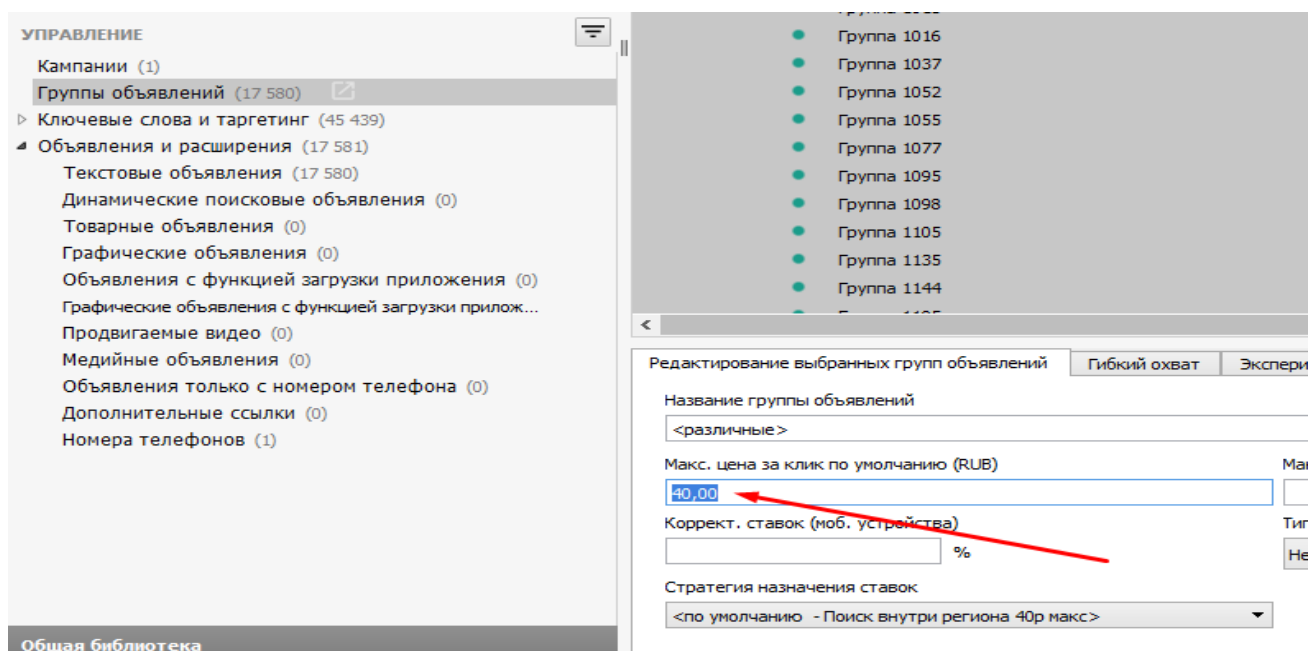 УПРАВЛЕНИЕ
Кампании (1)
Группы объявлений (17 580)
Ключевые слова и таргетинг (45 439)
Объявления и расширения (17 581)
Текстовые объявления (17 580)
Динамические поисковые объявления (0)
Товарные объявления (0)
Графические объявления (0)
Объявления с функцией загрузки приложения (0)
Графические объявления с функцией загрузки прилож...
Продвигаемые видео (0)
Медийные объявления (0)
Объявления только с номером телефона (0)
Дополнительные ссылки (0)
Номера телефонов (1)
Общая библиотека
Группа 1016
Группа 1037
Группа 1052
Группа 1055
Группа 1077
Группа 1095
Группа 1098
Группа 1105
Группа 1135
Группа 1144
Редактирование выбранных групп объявлений Гибкий охват Экспери
Название группы объявлений
<различные>
Макс. цена за клик по умолчанию (RUB) Мак
40,00
Коррект. ставок (моб. устройства) Тип
% Не
Стратегия назначения ставок
<по умолчанию - Поиск внутри региона 40р макс>